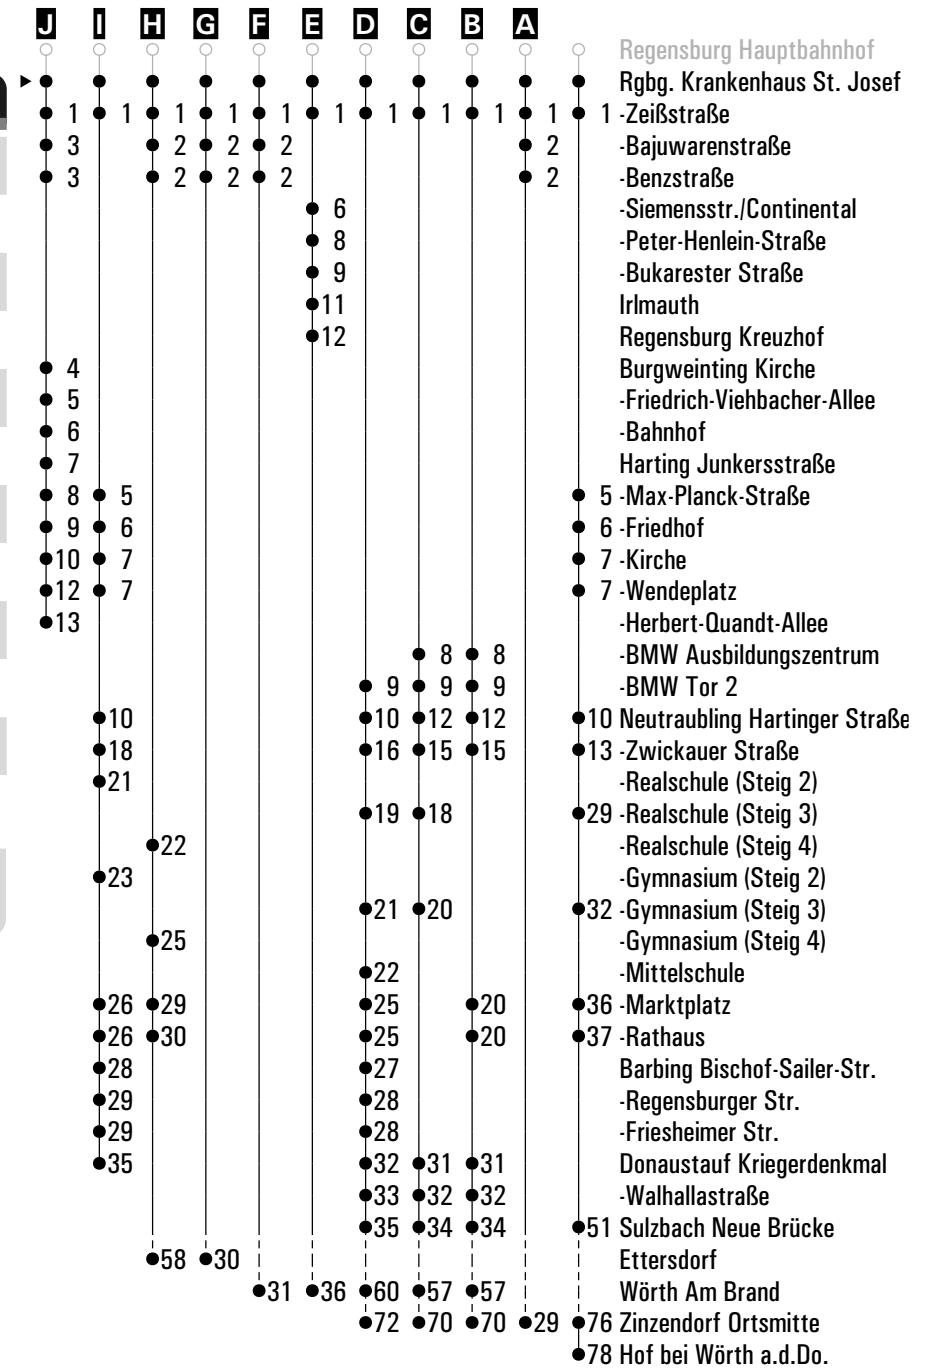 J I H G F E D C B A
Regensburg Hauptbahnhof
Rgbg. Krankenhaus St. Josef
1 1 1 1 1 1 1 1 1 1 1 -Zeißstraße
3 2 2 2 2 -Bajuwarenstraße
3 2 2 2 2 -Benzstraße
6 -Siemensstr./Continental
8 -Peter-Henlein-Straße
9 -Bukarester Straße
11 Irlmauth
12 Regensburg Kreuzhof
4 Burgweinting Kirche
5 -Friedrich-Viehbacher-Allee
6 -Bahnhof
7 Harting Junkersstraße
8 5 5 -Max-Planck-Straße
9 6 6 -Friedhof
10 7 7 -Kirche
12 7 7 -Wendeplatz
13 -Herbert-Quandt-Allee
8 8 -BMW Ausbildungszentrum
9 9 9 -BMW Tor 2
10 10 12 12 10 Neutraubling Hartinger Straße
18 16 15 15 13 -Zwickauer Straße
21 -Realschule (Steig 2)
19 18 29 -Realschule (Steig 3)
22 -Realschule (Steig 4)
23 -Gymnasium (Steig 2)
21 20 32 -Gymnasium (Steig 3)
25 -Gymnasium (Steig 4)
22 -Mittelschule
26 29 25 20 36 -Marktplatz
26 30 25 20 37 -Rathaus
28 27 Barbing Bischof-Sailer-Str.
29 28 -Regensburger Str.
29 28 -Friesheimer Str.
35 32 31 31 Donaustauf Kriegerdenkmal
33 32 32 -Walhallastraße
35 34 34 51 Sulzbach Neue Brücke
58 30 Ettersdorf
31 36 60 57 57 Wörth Am Brand
72 70 70 29 76 Zinzendorf Ortsmitte
78 Hof bei Wörth a.d.Do.